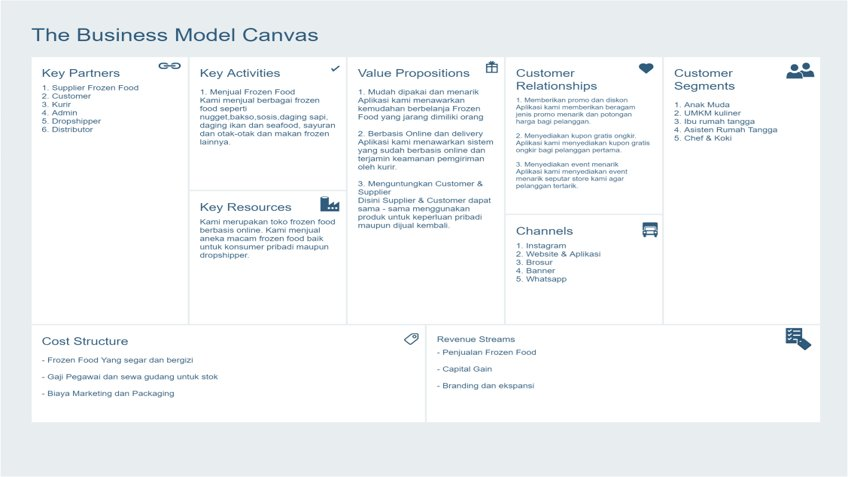 The Business Model Canvas
Key Partners
1. Supplier Frozen Food
2. Customer
3. Kurir
4. Admin
5. Dropshipper
6. Distributor
Key Activities
1. Menjual Frozen Food
Kami menjual berbagai frozen
food seperti
nugget,bakso,sosis,daging sapi,
daging ikan dan seafood, sayuran
dan otak-otak dan makan frozen
lainnya.
Key Resources
Kami merupakan toko frozen food
berbasis online. Kami menjual
aneka macam frozen food baik
untuk konsumer pribadi maupun
dropshipper.
Value Propositions
1. Mudah dipakai dan menarik
Aplikasi kami menawarkan
kemudahan berbelanja Frozen
Food yang jarang dimiliki orang
2. Berbasis Online dan delivery
Aplikasi kami menawarkan sistem
yang sudah berbasis online dan
terjamin keamanan pemgiriman
oleh kurir.
3. Menguntungkan Customer &
Supplier
Disini Supplier & Customer dapat
sama - sama menggunakan
produk untuk keperluan pribadi
maupun dijual kembali.
Customer
Relationships
1. Memberikan promo dan diskon
Aplikasi kami memberikan beragam
jenis promo menarik dan potongan
harga bagi pelanggan.
2. Menyediakan kupon gratis ongkir.
Aplikasi kami menyediakan kupon gratis
ongkir bagi pelanggan pertama.
3. Menyediakan event menarik
Aplikasi kami menyediakan event
menarik seputar store kami agar
pelanggan tertarik.
Channels
1. Instagram
2. Website & Aplikasi
3. Brosur
4. Banner
5. Whatsapp
Customer
Segments
1. Anak Muda
2. UMKM kuliner
3. Ibu rumah tangga
4. Asisten Rumah Tangga
5. Chef & Koki
Cost Structure
- Frozen Food Yang segar dan bergizi
- Gaji Pegawai dan sewa gudang untuk stok
- Biaya Marketing dan Packaging
Revenue Streams
- Penjualan Frozen Food
- Capital Gain
- Branding dan ekspansi